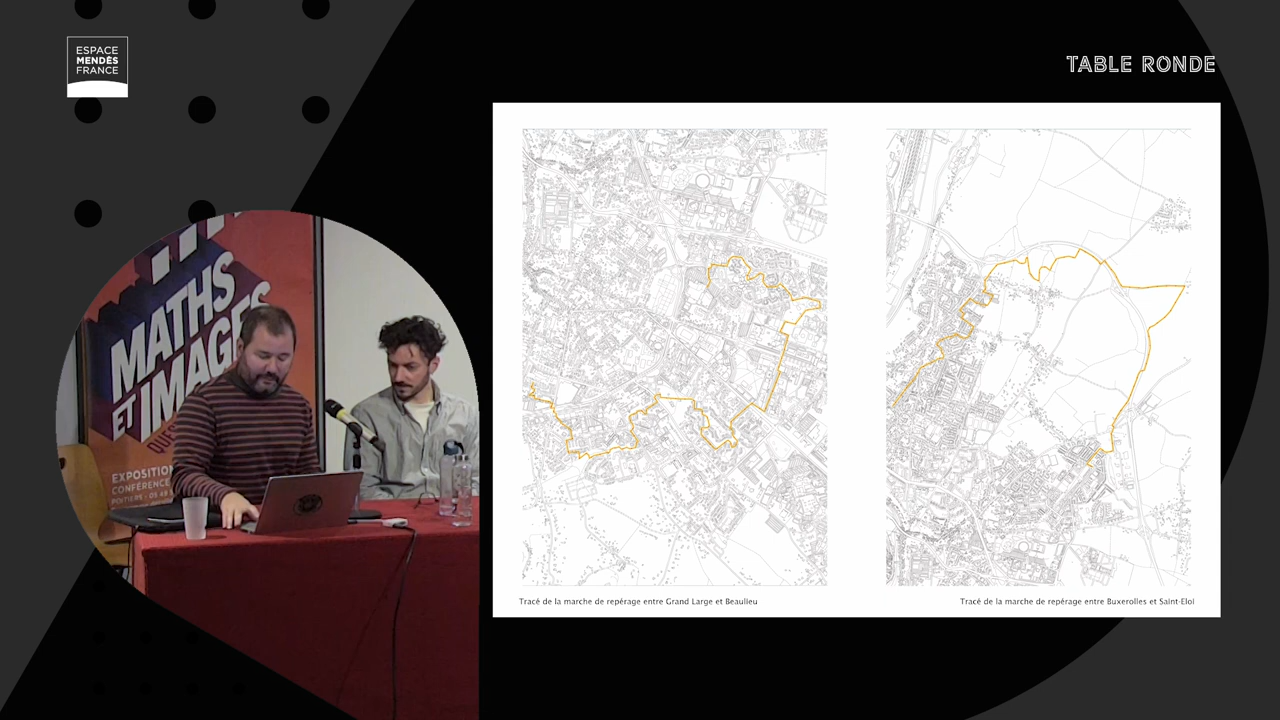 ESPACE
MENDÈS
FRANCE
TABLE RONDE
MATHS
ET IMAGES
EXPOSITION
CONFÉRENCE
Tracé de la marche de repérage entre Grand Large et Beaulieu
Tracé de la marche de repérage entre Buxerolles et Saint-Eloi